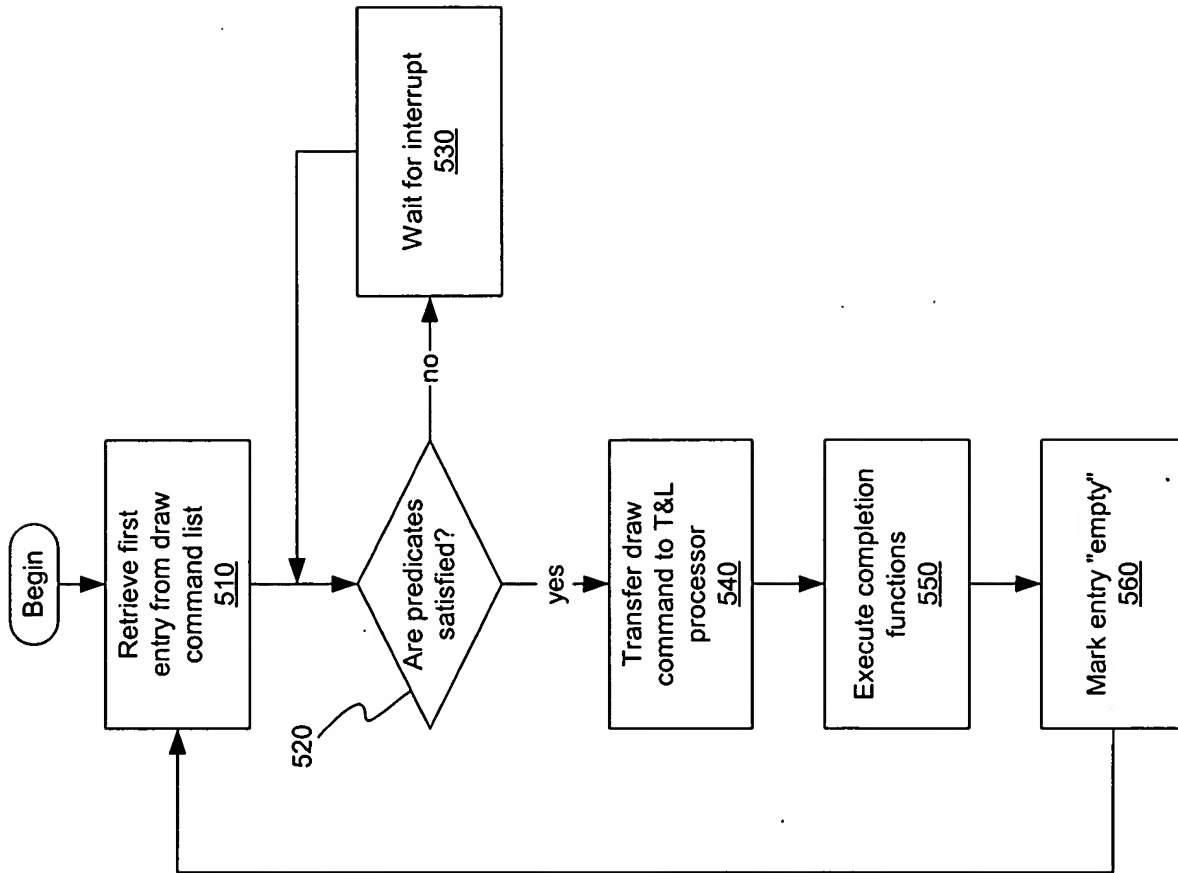 Begin
Retrieve first
entry from draw
command list
510
Are predicates
satisfied?
520
no
Wait for interrupt
530
yes
Transfer draw
command to T&L
processor
540
Execute completion
functions
550
Mark entry "empty"
560